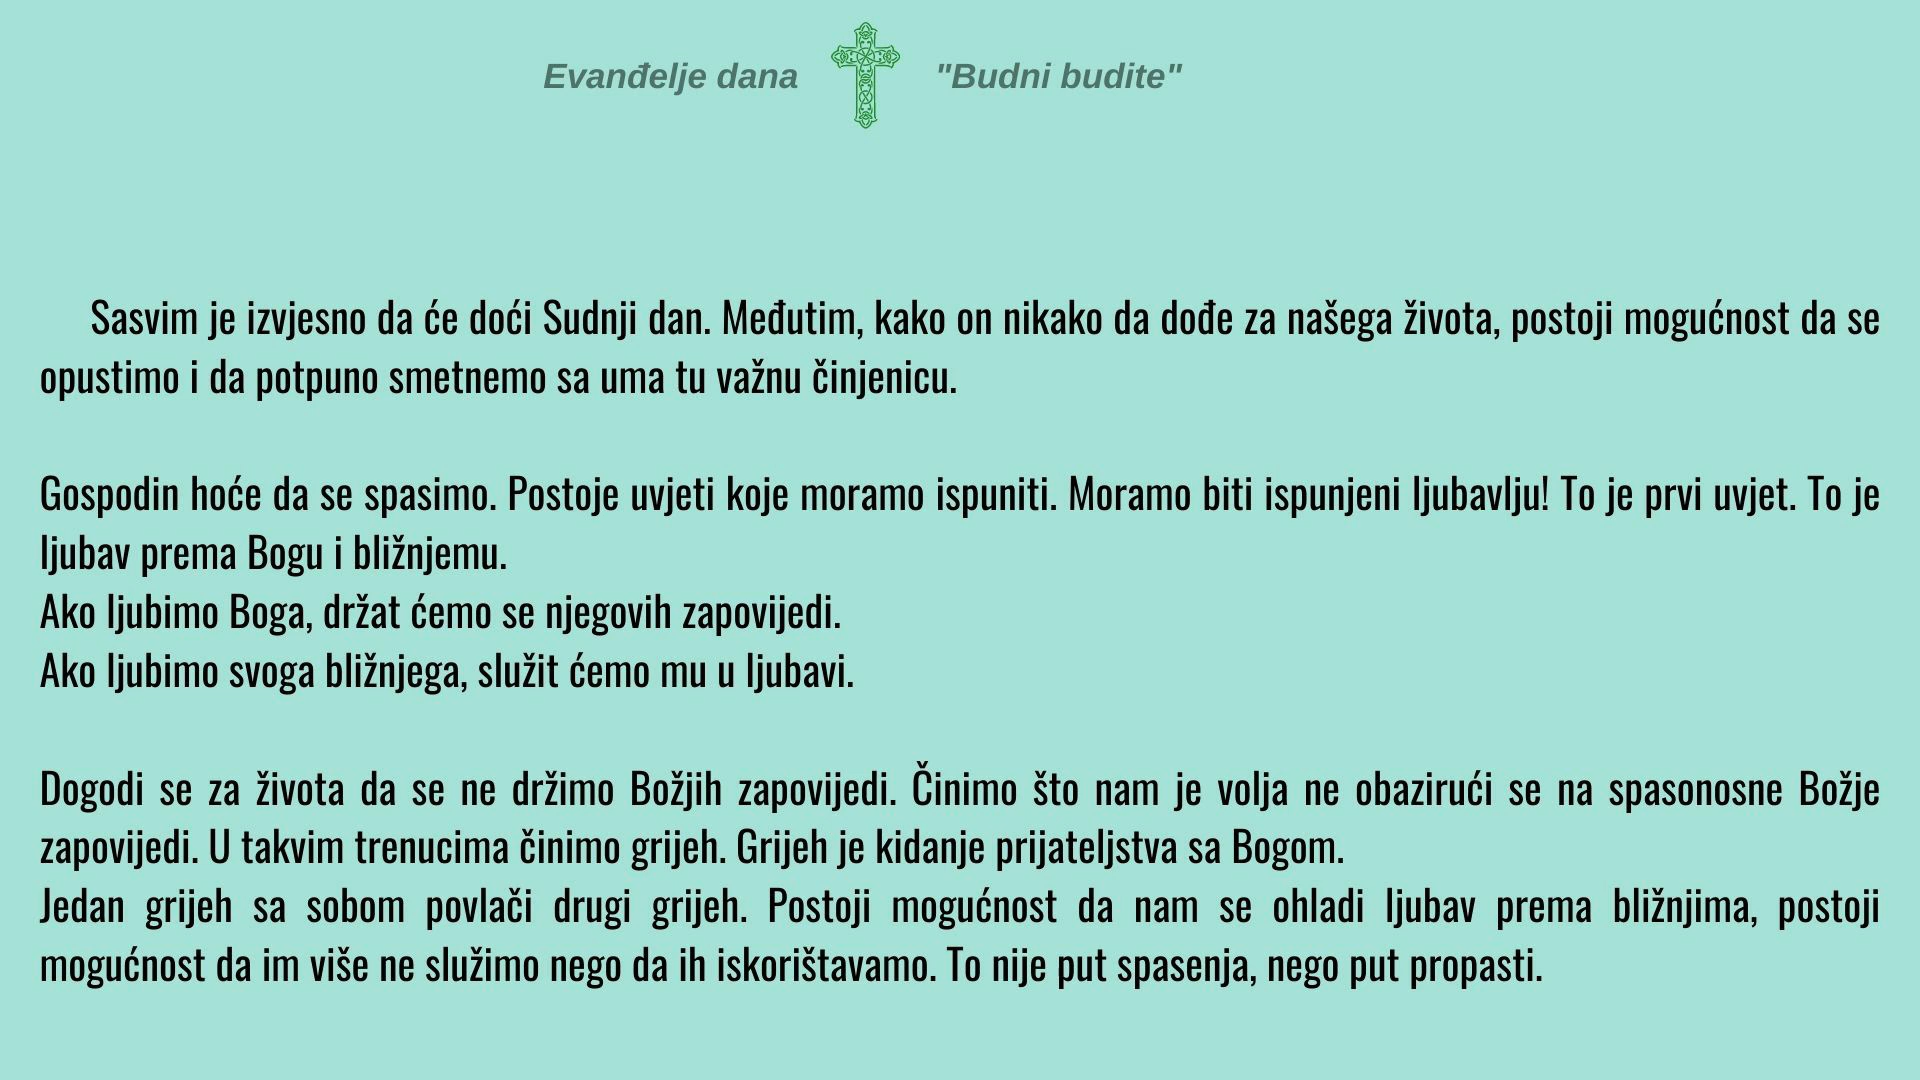 Evanđelje dana "Budni budite"
Sasvim je izvjesno da će doći Sudnji dan. Međutim, kako on nikako da dođe za našega života, postoji mogućnost da se
opustimo i da potpuno smetnemo sa uma tu važnu činjenicu.
Gospodin hoće da se spasimo. Postoje uvjeti koje moramo ispuniti. Moramo biti ispunjeni ljubavlju! To je prvi uvjet. To je
ljubav prema Bogu i bližnjemu.
Ako ljubimo Boga, držat ćemo se njegovih zapovijedi.
Ako ljubimo svoga bližnjega, služit ćemo mu u ljubavi.
Dogodi se za života da se ne držimo Božjih zapovijedi. Činimo što nam je volja ne obazirući se na spasonosne Božje
zapovijedi. U takvim trenucima činimo grijeh. Grijeh je kidanje prijateljstva sa Bogom.
Jedan grijeh sa sobom povlači drugi grijeh. Postoji mogućnost da nam se ohladi ljubav prema bližnjima, postoji
mogućnost da im više ne služimo nego da ih iskorištavamo. To nije put spasenja, nego put propasti.